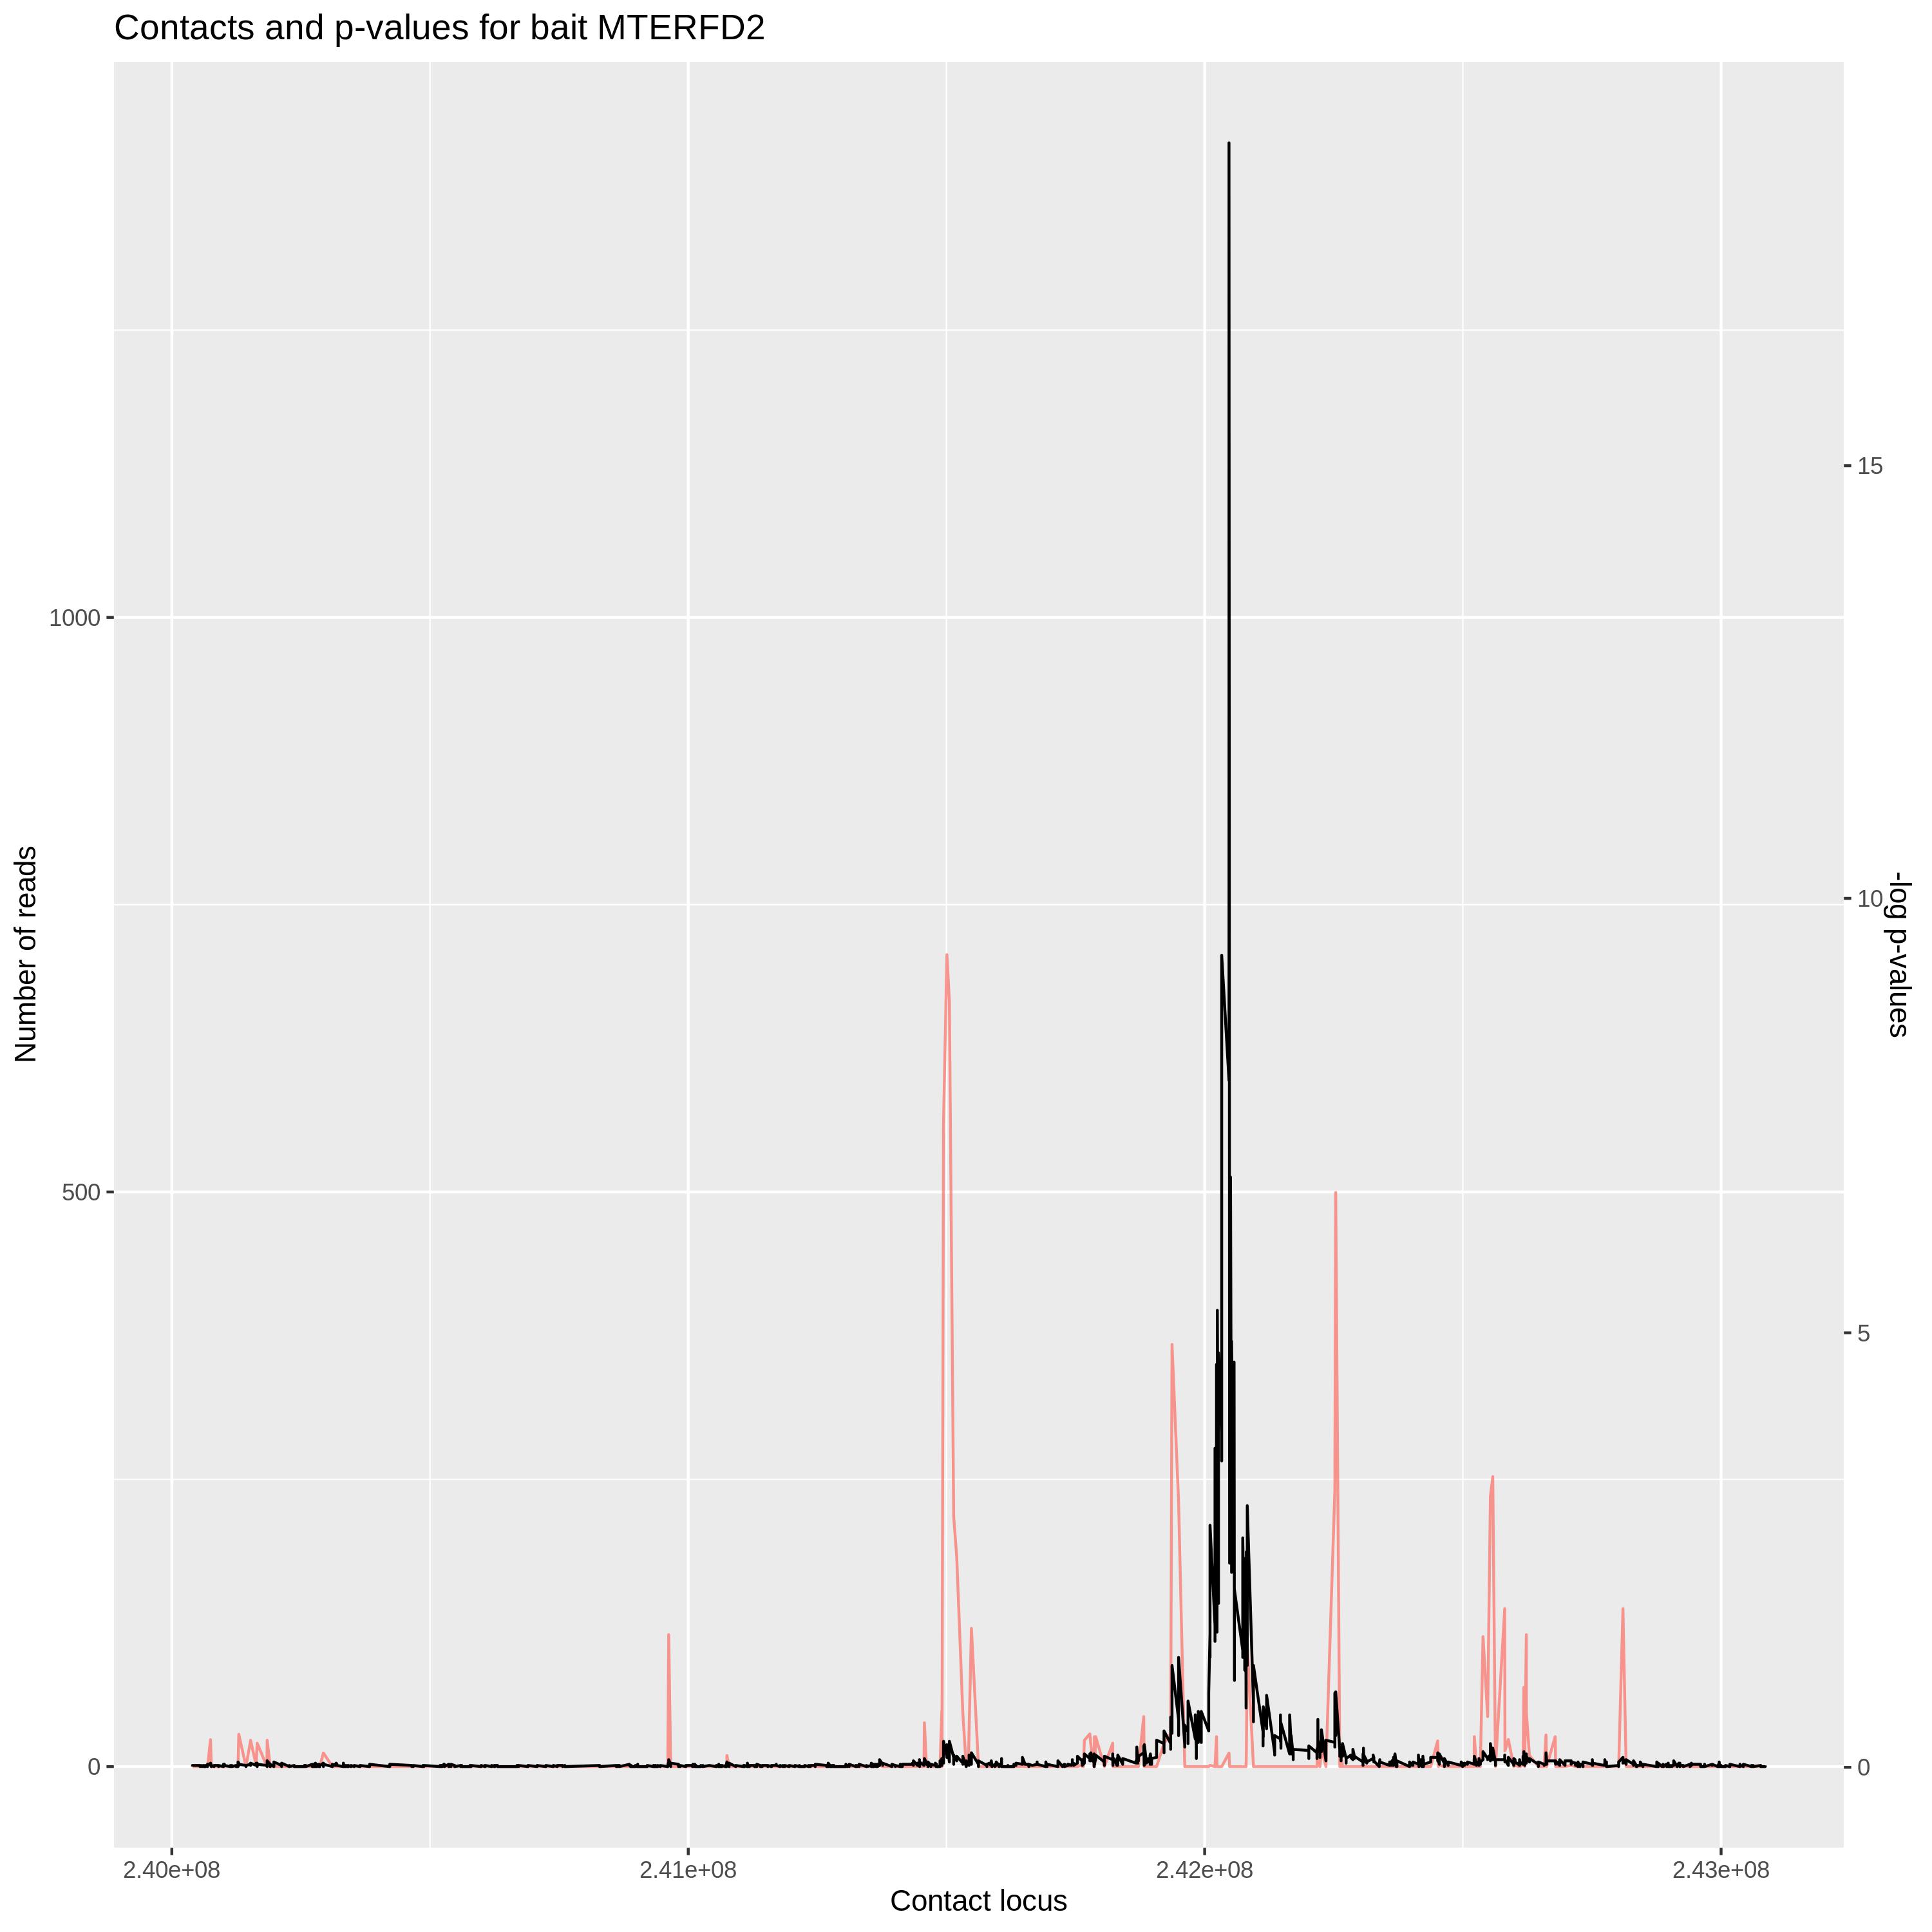 Contacts and p-values for bait MTERFD2
Number of reads
1000
500
0
15
10
5
0
-log p-values
2.40e+08
2.41e+08
2.42e+08
2.43e+08
Contact locus